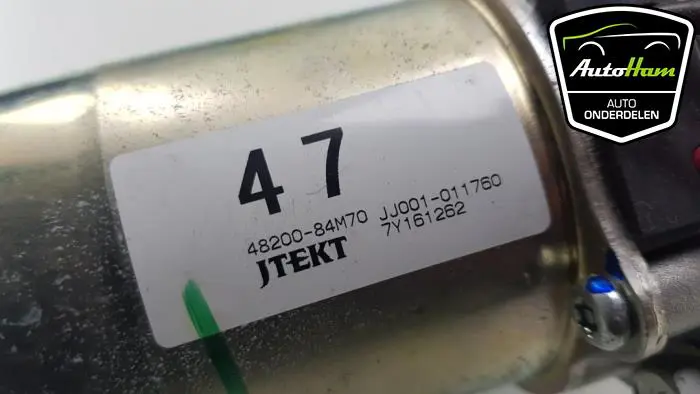 47
48200-84M70 JJ001-011760
7Y161262
JTEKT
AutoHam
AUTO
ONDERDELEN